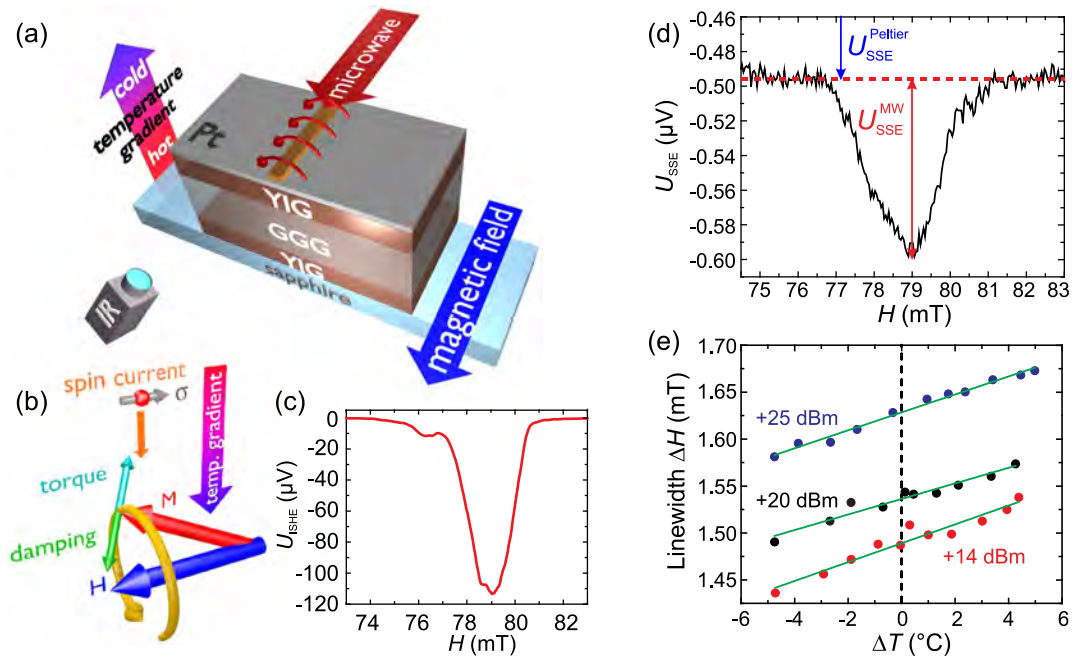 (a)
cold
temperature
gradient
hot
microwave
Pt
YIG
GGG
YIG
sapphire
magnetic field
IR
(b)
spin current
σ
temp. gradient
torque
M
damping
H
(c)
0
-20
-40
-60
-80
-100
-120
U_ISHE (µV)
74 76 78 80 82
H (mT)
(d)
-0.46
-0.48
-0.50
-0.52
-0.54
-0.56
-0.58
-0.60
U_SSE (µV)
U_SSE^Peltier
U_SSE^MW
75 76 77 78 79 80 81 82 83
H (mT)
(e)
1.70
1.65
1.60
1.55
1.50
1.45
Linewidth ΔH (mT)
+25 dBm
+20 dBm
+14 dBm
-6 -4 -2 0 2 4 6
ΔT (°C)